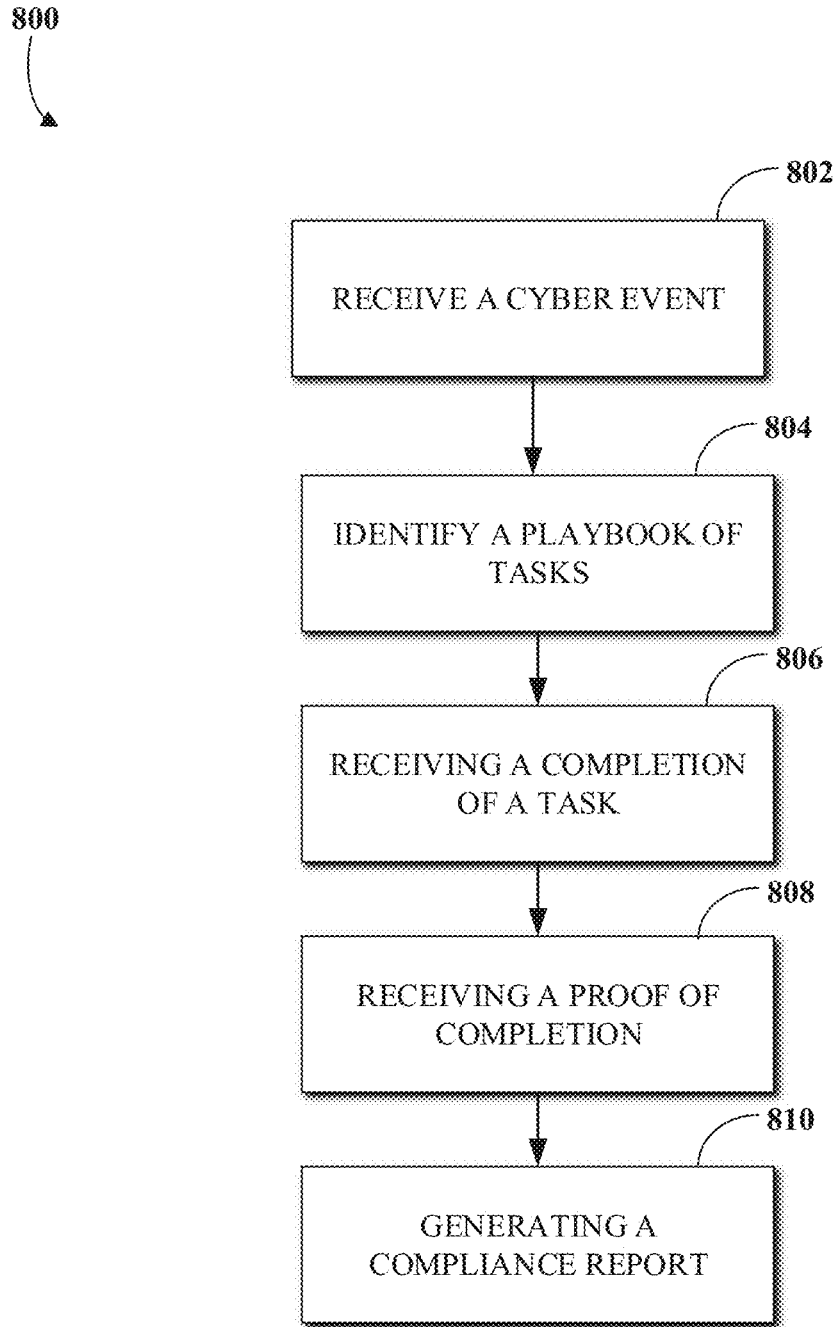 800
802
RECEIVE A CYBER EVENT
804
IDENTIFY A PLAYBOOK OF
TASKS
806
RECEIVING A COMPLETION
OF A TASK
808
RECEIVING A PROOF OF
COMPLETION
810
GENERATING A
COMPLIANCE REPORT